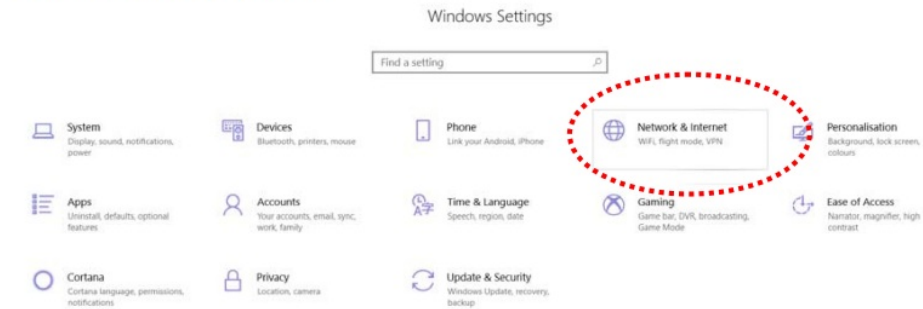 Windows Settings
Find a setting
System
Display, sound, notifications,
power
Devices
Bluetooth, printers, mouse
Phone
Link your Android, iPhone
Network & Internet
WiFi, flight mode, VPN
Personalisation
Background, lock screen,
colours
Apps
Uninstall, defaults, optional
features
Accounts
Your accounts, email, sync,
work, family
Time & Language
Speech, region, date
Gaming
Game bar, DVR, broadcasting,
Game Mode
Ease of Access
Narrator, magnifier, high
contrast
Cortana
Cortana language, permissions,
notifications
Privacy
Location, camera
Update & Security
Windows Update, recovery,
backup